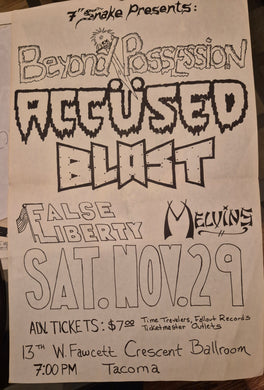 7" Snake Presents:
Beyond Possession
ACCÜSED
BLAST
FALSE
LIBERTY
MELVINS
SAT. NOV. 29
ADV. TICKETS: $7.00
Time Travelers, Fallout Records
Ticketmaster Outlets
13TH W. Fawcett Crescent Ballroom
7:00 PM Tacoma